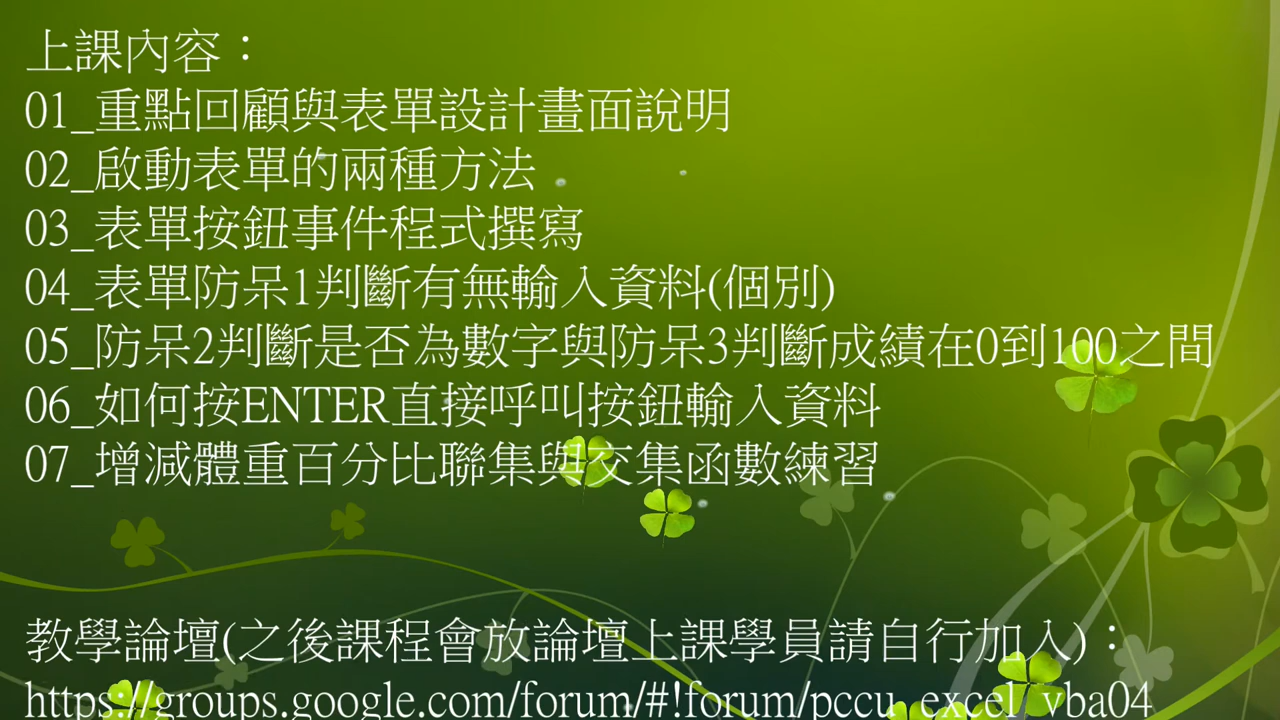 上課內容：
01_重點回顧與表單設計畫面說明
02_啟動表單的兩種方法
03_表單按鈕事件程式撰寫
04_表單防呆1判斷有無輸入資料(個別)
05_防呆2判斷是否為數字與防呆3判斷成績在0到100之間
06_如何按ENTER直接呼叫按鈕輸入資料
07_增減體重百分比聯集與交集函數練習
教學論壇(之後課程會放論壇上課學員請自行加入)：
https://groups.google.com/forum/#!forum/pccu_excel_vba04